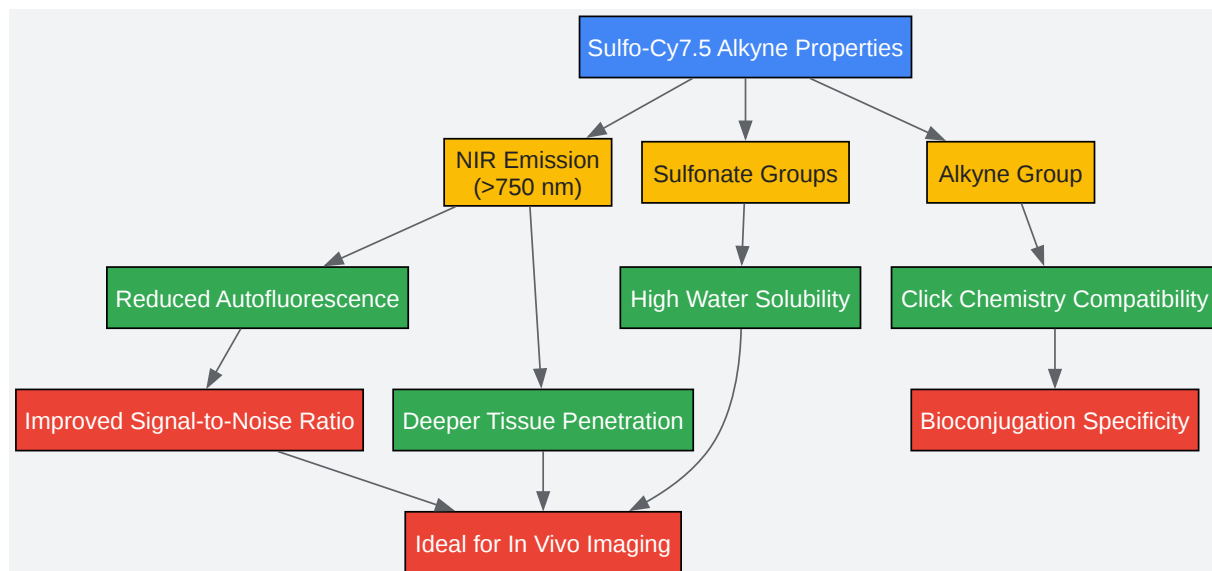 Sulfo-Cy7.5 Alkyne Properties
NIR Emission
(>750 nm)
Sulfonate Groups
Alkyne Group
Reduced Autofluorescence
High Water Solubility
Click Chemistry Compatibility
Improved Signal-to-Noise Ratio
Deeper Tissue Penetration
Bioconjugation Specificity
Ideal for In Vivo Imaging